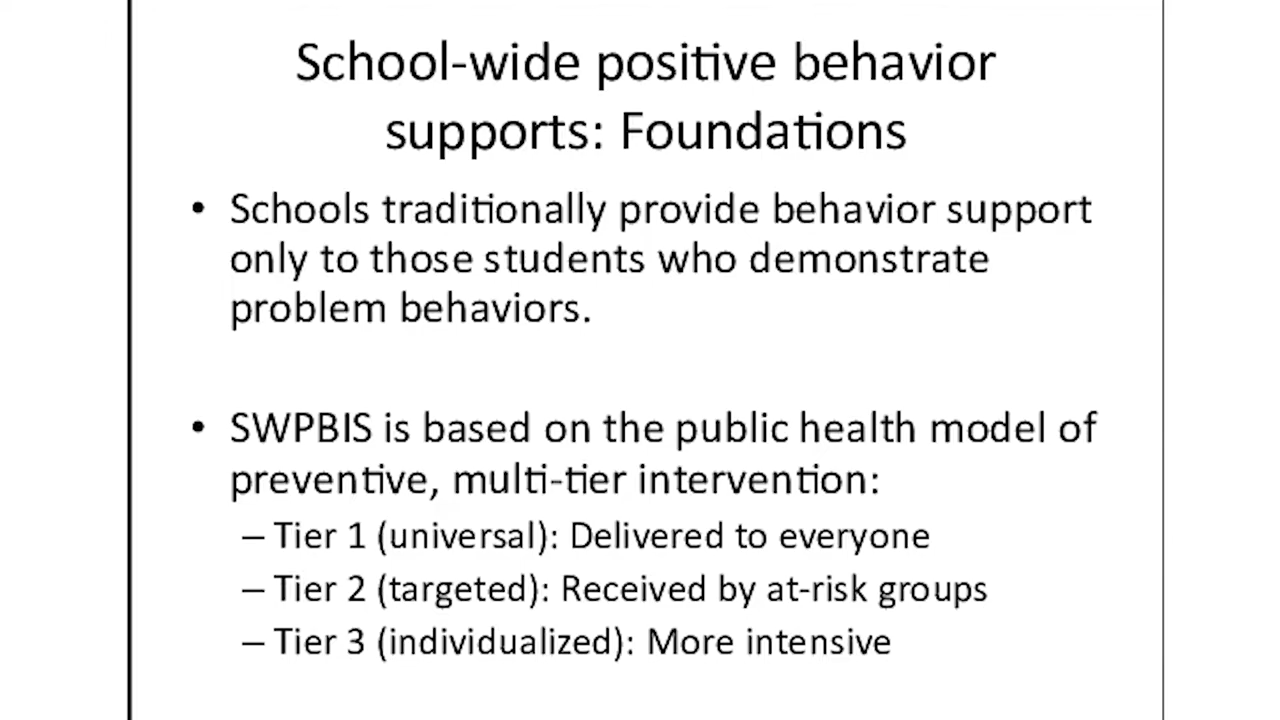 School-wide positive behavior
supports: Foundations
• Schools traditionally provide behavior support
only to those students who demonstrate
problem behaviors.
• SWPBIS is based on the public health model of
preventive, multi-tier intervention:
– Tier 1 (universal): Delivered to everyone
– Tier 2 (targeted): Received by at-risk groups
– Tier 3 (individualized): More intensive